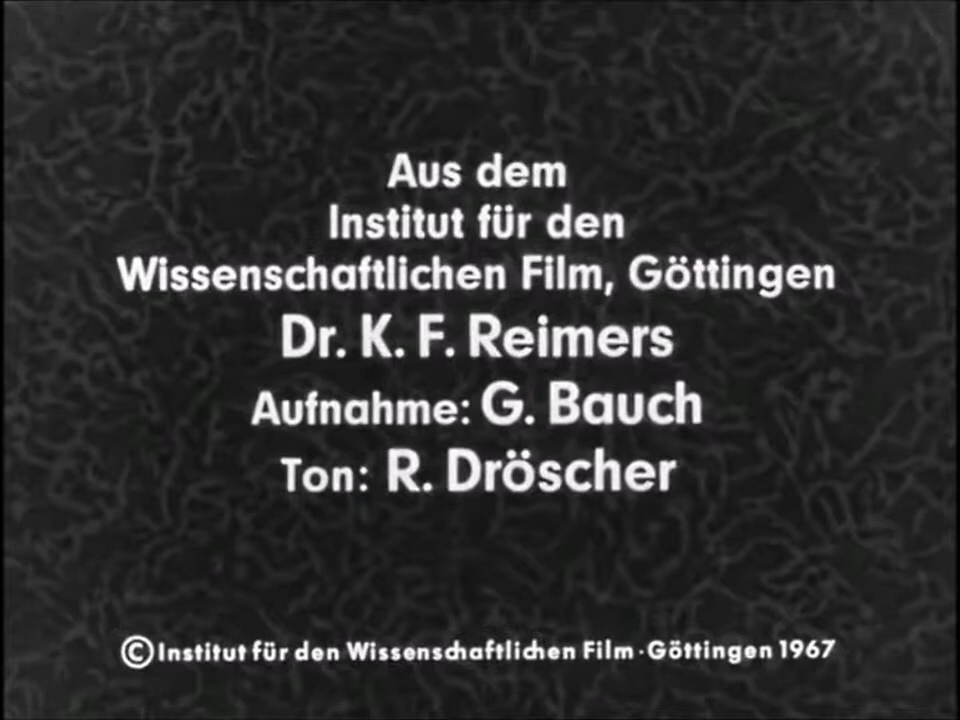 Aus dem
Institut für den
Wissenschaftlichen Film, Göttingen
Dr. K. F. Reimers
Aufnahme: G. Bauch
Ton: R. Dröscher
© Institut für den Wissenschaftlichen Film · Göttingen 1967